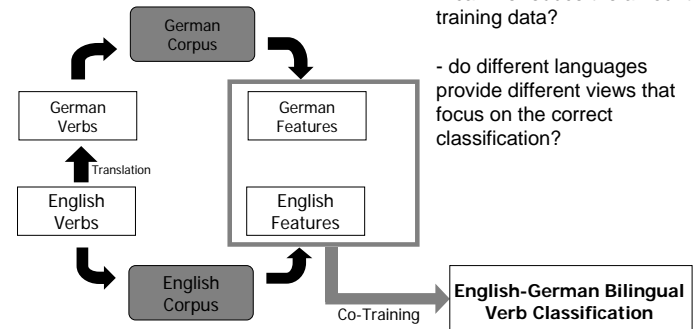 German
Corpus
German
Verbs
German
Features
Translation
English
Verbs
English
Features
English
Corpus
Co-Training
English-German Bilingual
Verb Classification
training data?
- do different languages
provide different views that
focus on the correct
classification?